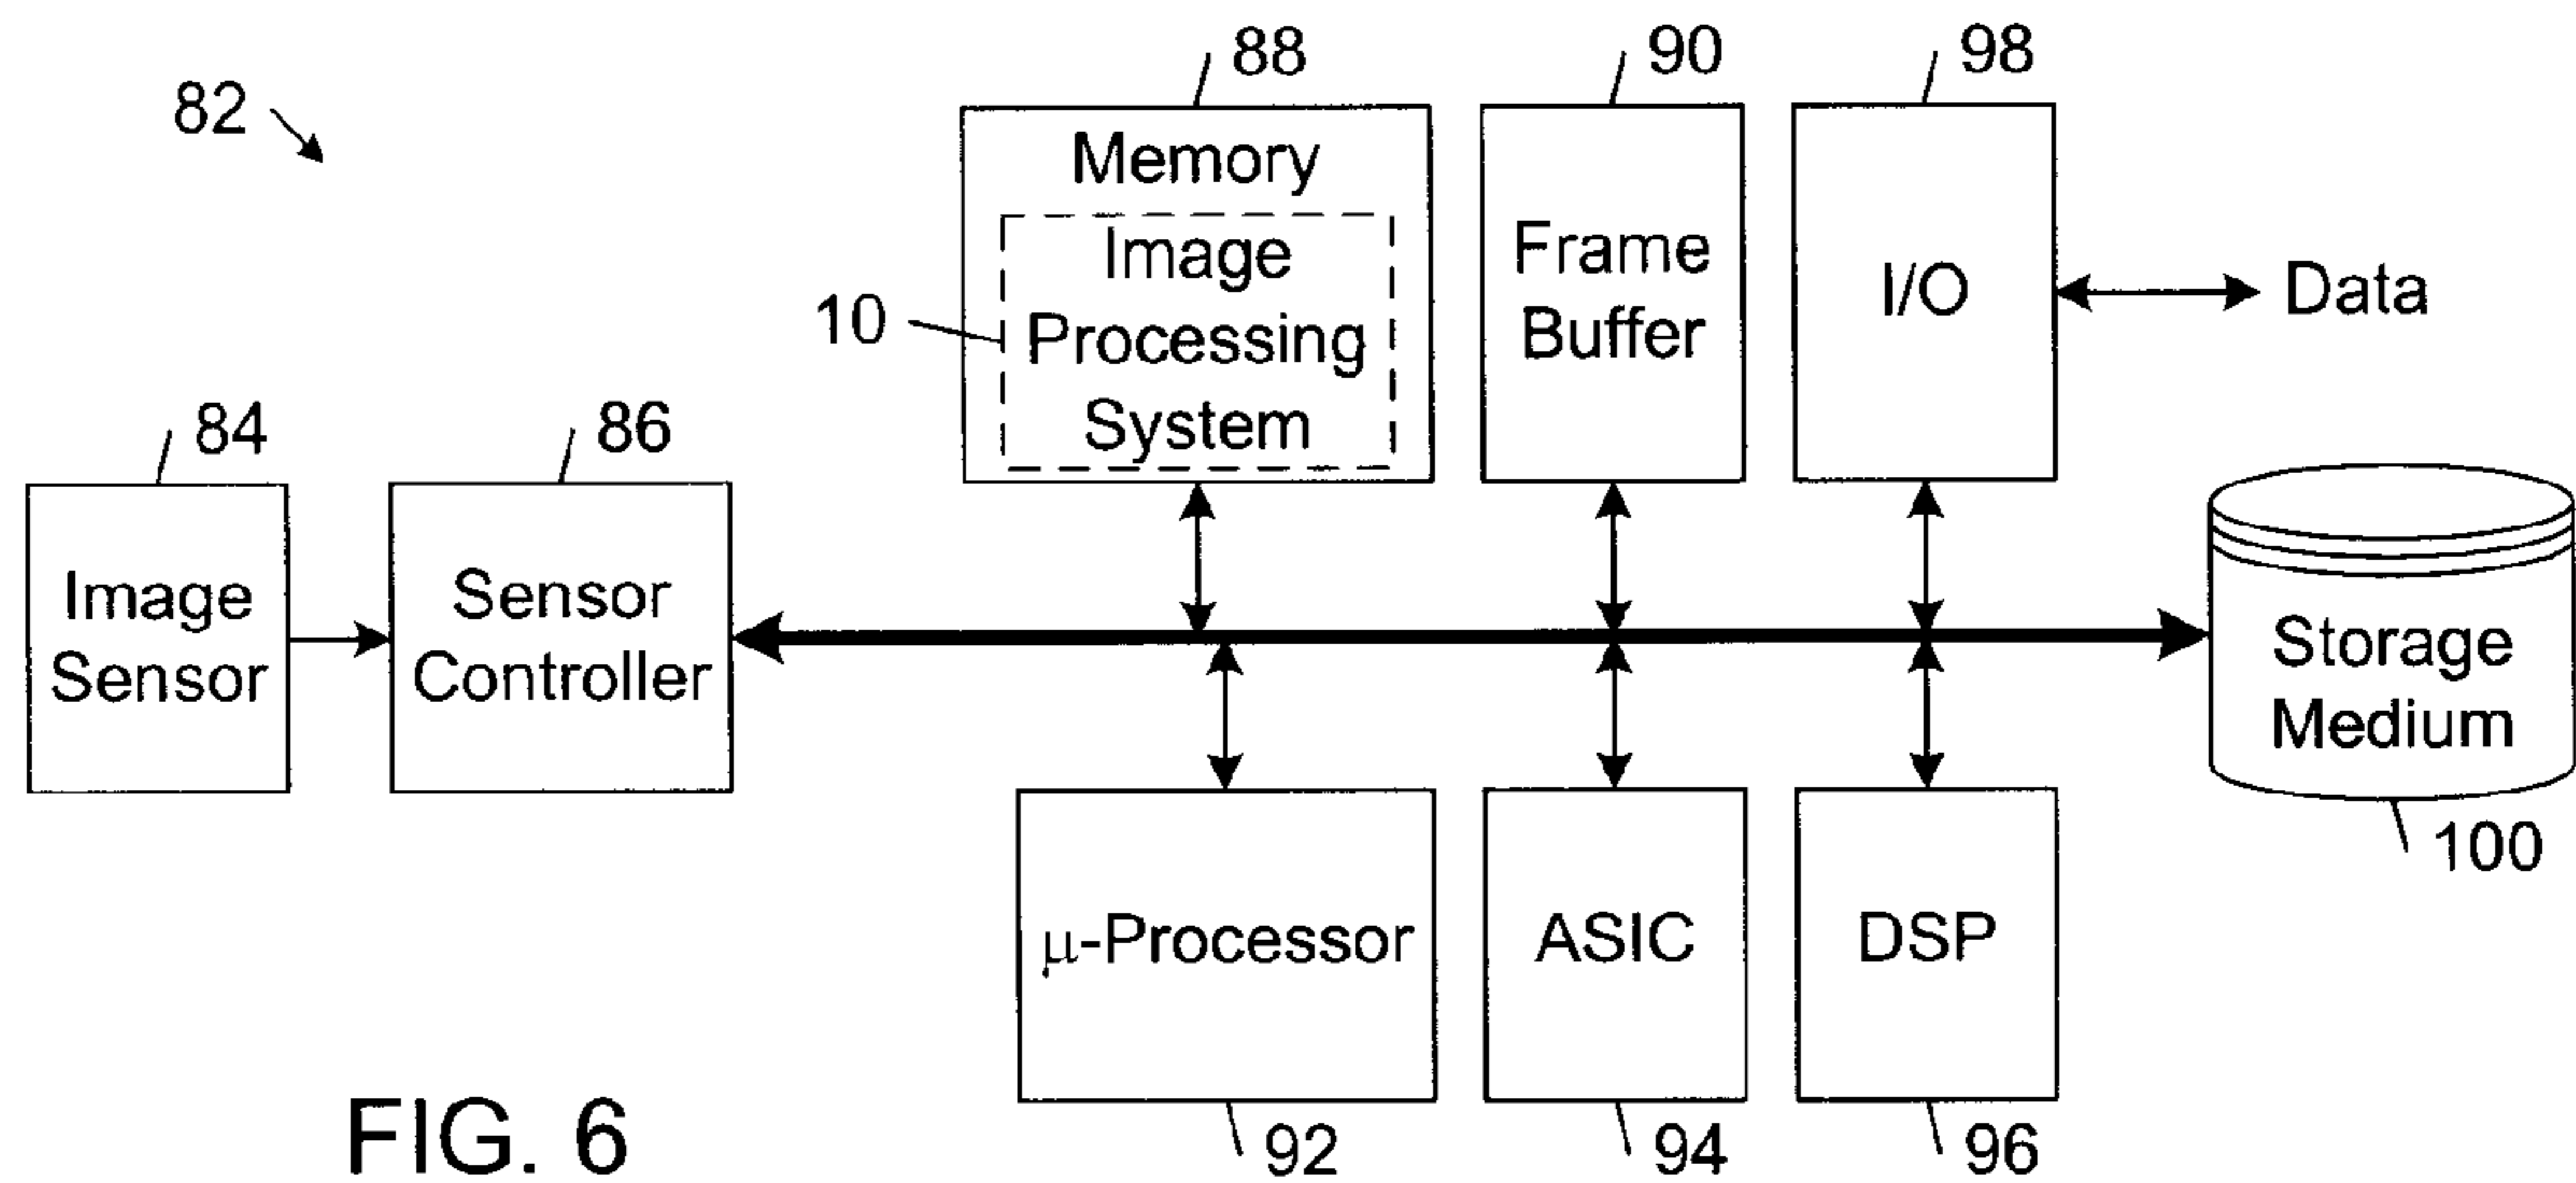 82
88
90
98
Memory
Image
Processing
System
10
Frame
Buffer
I/O
Data
84
86
Image
Sensor
Sensor
Controller
Storage
Medium
100
μ-Processor
ASIC
DSP
92
94
96
FIG. 6